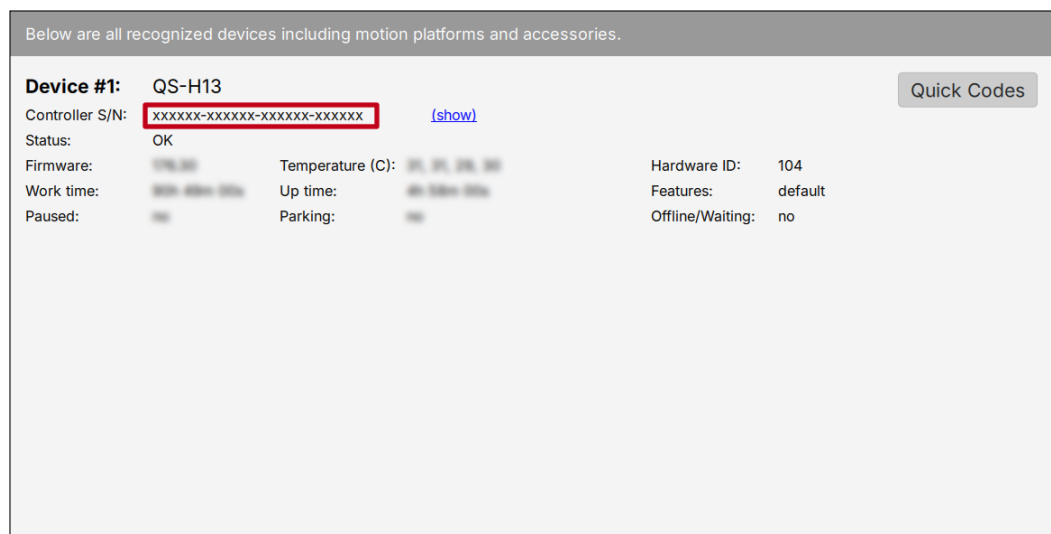 Below are all recognized devices including motion platforms and accessories.
Device #1: QS-H13 Quick Codes
Controller S/N: xxxxxx-xxxxxx-xxxxxx-xxxxxx (show)
Status: OK
Firmware: Temperature (C): Hardware ID: 104
Work time: Up time: Features: default
Paused: Parking: Offline/Waiting: no